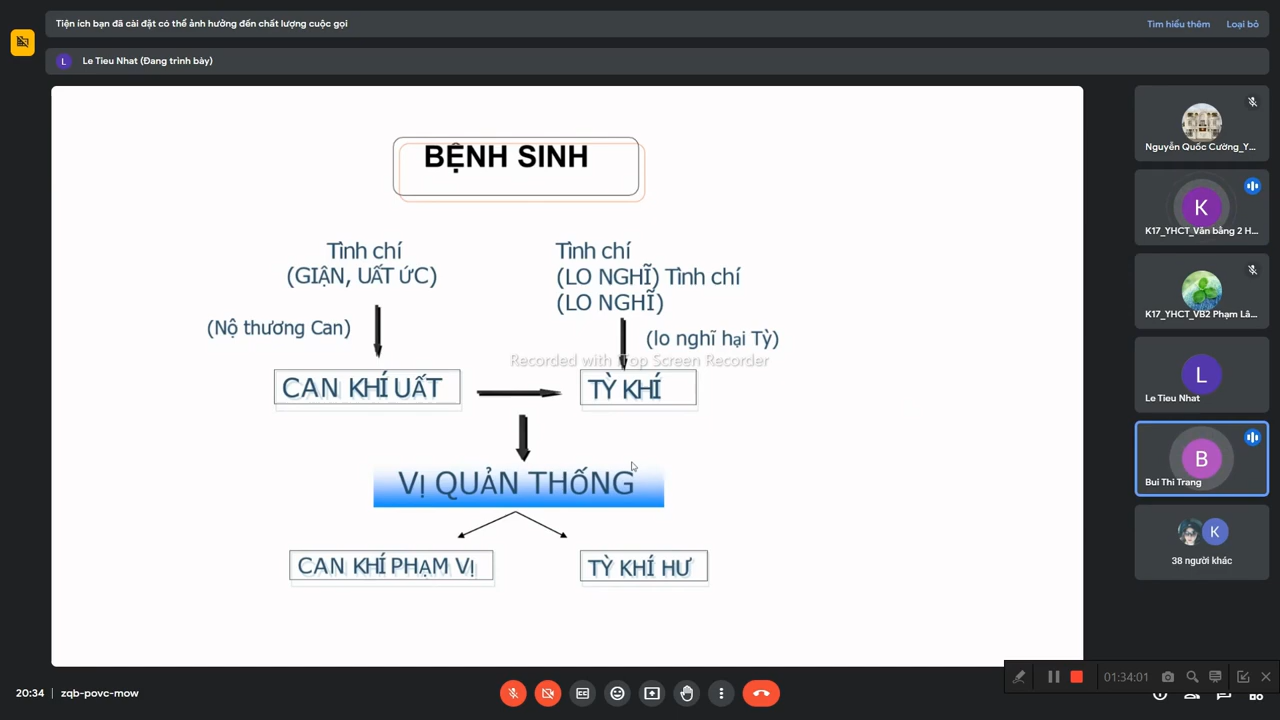 Tiện ích bạn đã cài đặt có thể ảnh hưởng đến chất lượng cuộc gọi
Tìm hiểu thêm
Loại bỏ
L
Le Tieu Nhat (Đang trình bày)
BỆNH SINH
Tình chí
(GIẬN, UẤT ỨC)
Tình chí
(LO NGHĨ) Tình chí
(LO NGHĨ)
(Nộ thương Can)
(lo nghĩ hại Tỳ)
Recorded with iTop Screen Recorder
CAN KHÍ UẤT
TỲ KHÍ
VỊ QUẢN THỐNG
CAN KHÍ PHẠM VỊ
TỲ KHÍ HƯ
Nguyễn Quốc Cường_Y...
K
K17_YHCT_Văn bằng 2 H...
K17_YHCT_VB2 Phạm Lâ...
L
Le Tieu Nhat
B
Bui Thi Trang
K
38 người khác
20:34 | zqb-povc-mow
01:34:01